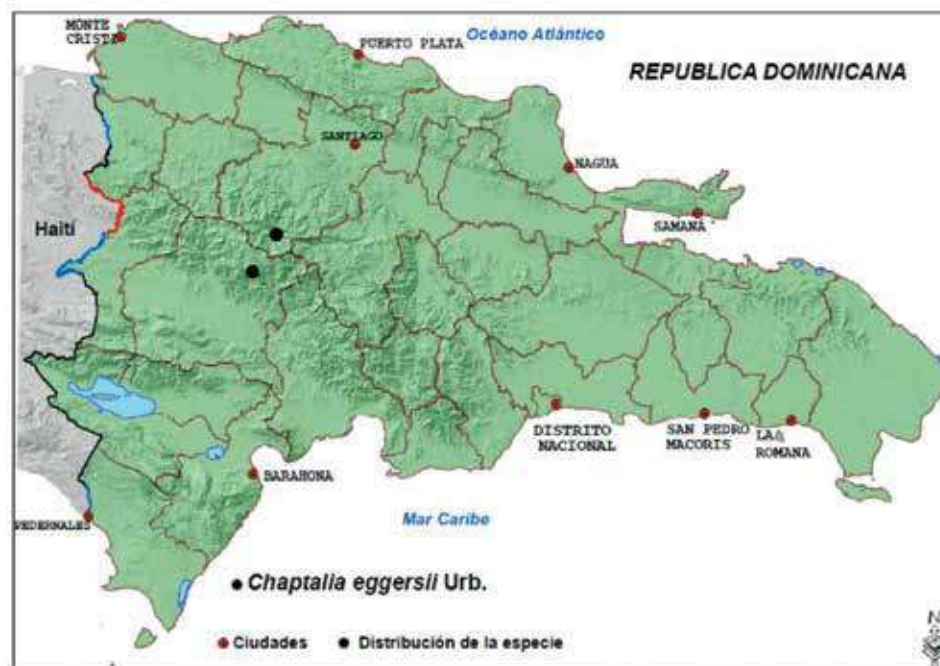 MONTE
CRISTI
Océano Atlántico
PUERTO PLATA
REPUBLICA DOMINICANA
SANTIAGO
NAGUA
SAMANA
Haití
DISTRITO
NACIONAL
SAN PEDRO
MACORIS
LA
ROMANA
BARAHONA
PEDERNALES
Mar Caribe
Chaptalia eggersii Urb.
Ciudades
Distribución de la especie
N